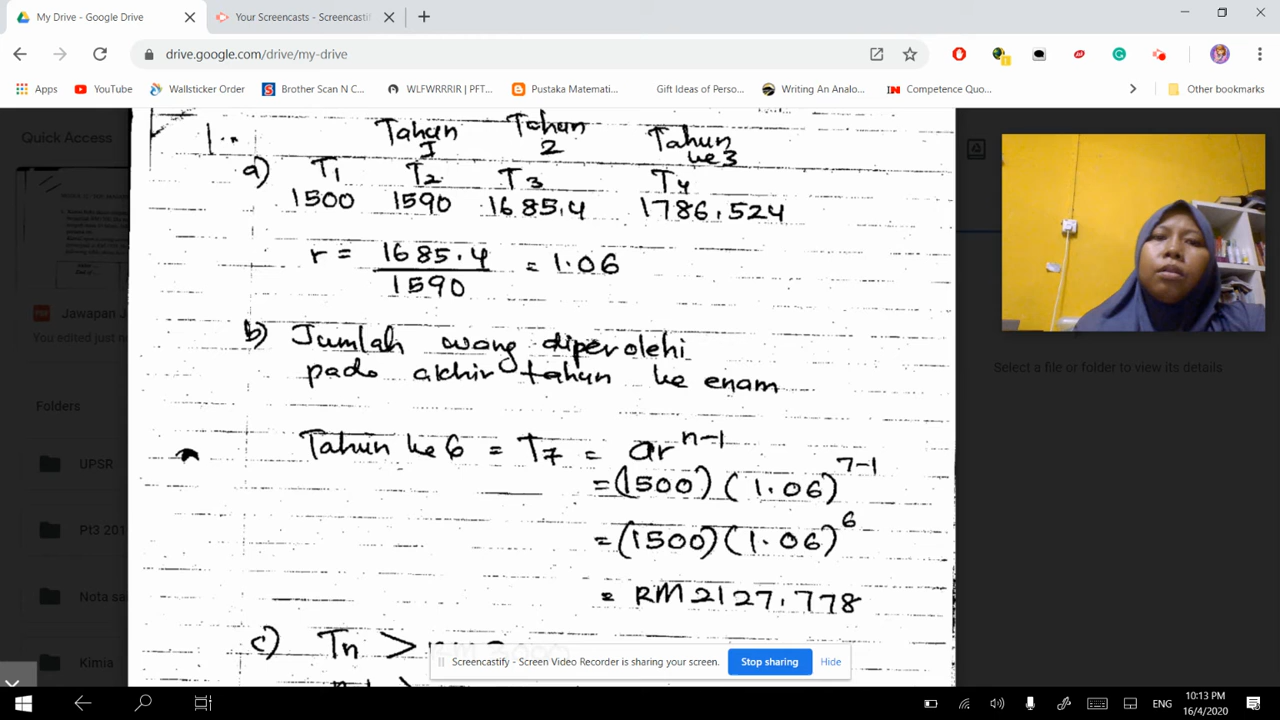 My Drive - Google Drive
Your Screencasts - Screencastif
drive.google.com/drive/my-drive
Apps
YouTube
Wallsticker Order
Brother Scan N C...
WLFWRRRIR | PFT...
Pustaka Matemati...
Gift Ideas of Perso...
Writing An Analo...
Competence Quo...
Other bookmarks
Quick Access
1.
Tahun 1 Tahun 2 Tahun ke 3
a) T1 T2 T3 T4
1500 1590 1685.4 1786.524
r = 1685.4 / 1590 = 1.06
Jawapan J
You edited just n
b) Jumlah wang diperolehi
pada akhir tahun ke enam
Select a file or folder to view its details
Folders
Tahun ke 6 = T7 = ar^n-1
UPSR
= (1500) (1.06)^7-1
Pt3 201
= (1500) (1.06)^6
Nota sa
= RM 2127.778
c) Tn >
Kimia
Screencastify - Screen Video Recorder is sharing your screen.
Stop sharing
Hide
ENG
10:13 PM
16/4/2020